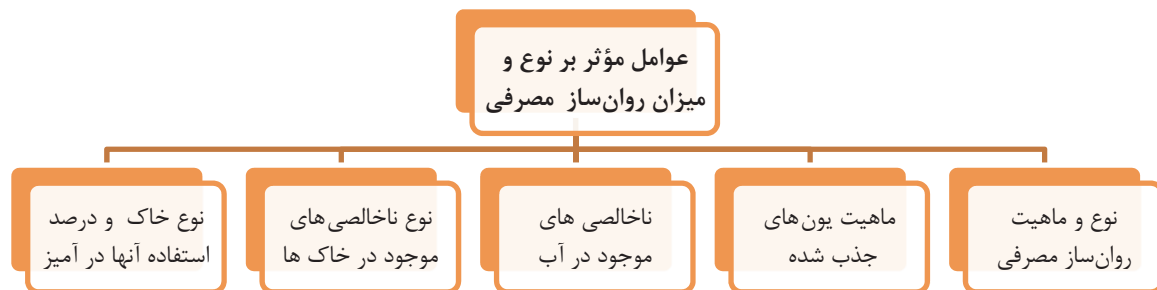 عوامل مؤثر بر نوع و
میزان روان‌ساز مصرفی
نوع و ماهیت
روان‌ساز مصرفی
ماهیت یون‌های
جذب شده
ناخالصی های
موجود در آب
نوع ناخالصی‌های
موجود در خاک ها
نوع خاک و درصد
استفاده آنها در آمیز